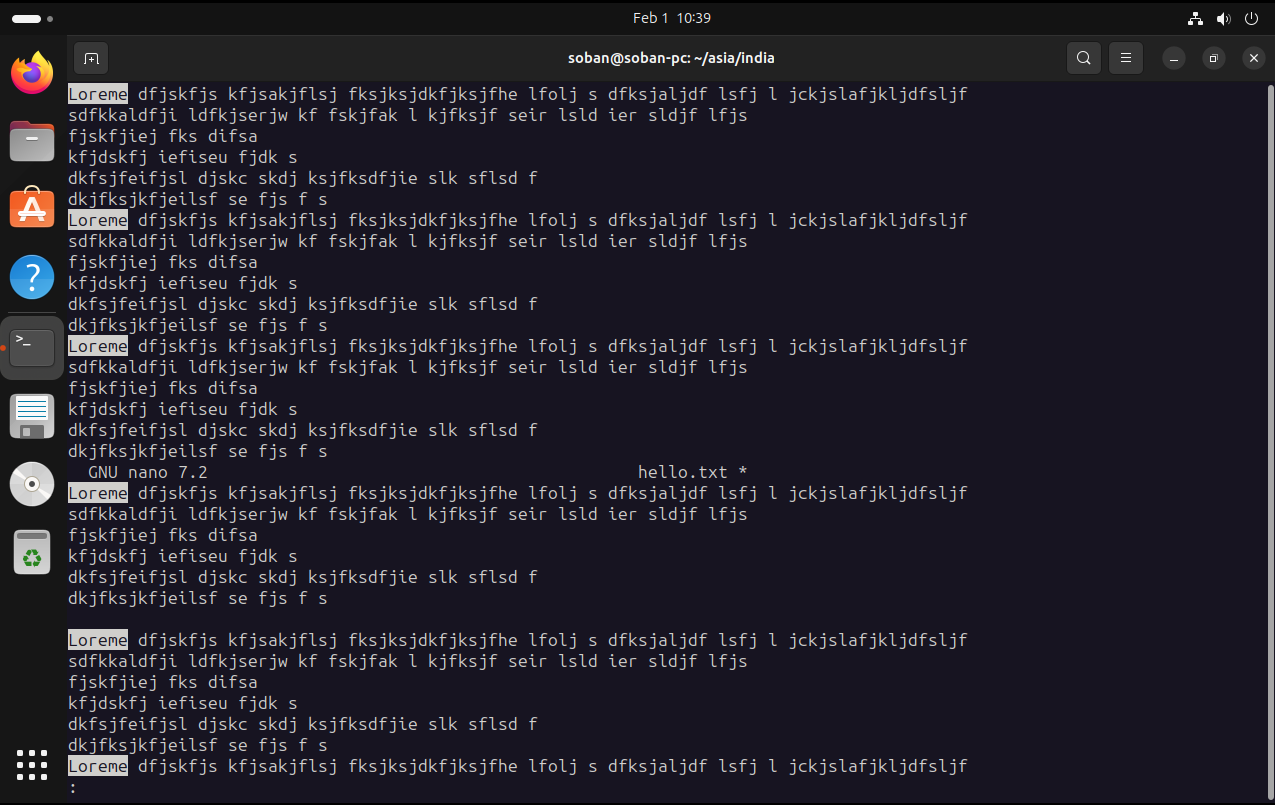 Feb 1 10:39
soban@soban-pc: ~/asia/india
Loreme dfjskfjs kfjsakjflsj fksjksjdkfjksjfhe lfolj s dfksjaljdf lsfj l jckjslafjkljdfsljf
sdfkkaldfji ldfkjserjw kf fskjfak l kjfksjf seir lsld ier sldjf lfjs
fjskfjiej fks difsa
kfjdskfj iefiseu fjdk s
dkfsjfeifjsl djskc skdj ksjfksdfjie slk sflsd f
dkjfksjkfjeilsf se fjs f s
Loreme dfjskfjs kfjsakjflsj fksjksjdkfjksjfhe lfolj s dfksjaljdf lsfj l jckjslafjkljdfsljf
sdfkkaldfji ldfkjserjw kf fskjfak l kjfksjf seir lsld ier sldjf lfjs
fjskfjiej fks difsa
kfjdskfj iefiseu fjdk s
dkfsjfeifjsl djskc skdj ksjfksdfjie slk sflsd f
dkjfksjkfjeilsf se fjs f s
Loreme dfjskfjs kfjsakjflsj fksjksjdkfjksjfhe lfolj s dfksjaljdf lsfj l jckjslafjkljdfsljf
sdfkkaldfji ldfkjserjw kf fskjfak l kjfksjf seir lsld ier sldjf lfjs
fjskfjiej fks difsa
kfjdskfj iefiseu fjdk s
dkfsjfeifjsl djskc skdj ksjfksdfjie slk sflsd f
dkjfksjkfjeilsf se fjs f s
GNU nano 7.2 hello.txt *
Loreme dfjskfjs kfjsakjflsj fksjksjdkfjksjfhe lfolj s dfksjaljdf lsfj l jckjslafjkljdfsljf
sdfkkaldfji ldfkjserjw kf fskjfak l kjfksjf seir lsld ier sldjf lfjs
fjskfjiej fks difsa
kfjdskfj iefiseu fjdk s
dkfsjfeifjsl djskc skdj ksjfksdfjie slk sflsd f
dkjfksjkfjeilsf se fjs f s
Loreme dfjskfjs kfjsakjflsj fksjksjdkfjksjfhe lfolj s dfksjaljdf lsfj l jckjslafjkljdfsljf
sdfkkaldfji ldfkjserjw kf fskjfak l kjfksjf seir lsld ier sldjf lfjs
fjskfjiej fks difsa
kfjdskfj iefiseu fjdk s
dkfsjfeifjsl djskc skdj ksjfksdfjie slk sflsd f
dkjfksjkfjeilsf se fjs f s
Loreme dfjskfjs kfjsakjflsj fksjksjdkfjksjfhe lfolj s dfksjaljdf lsfj l jckjslafjkljdfsljf
: